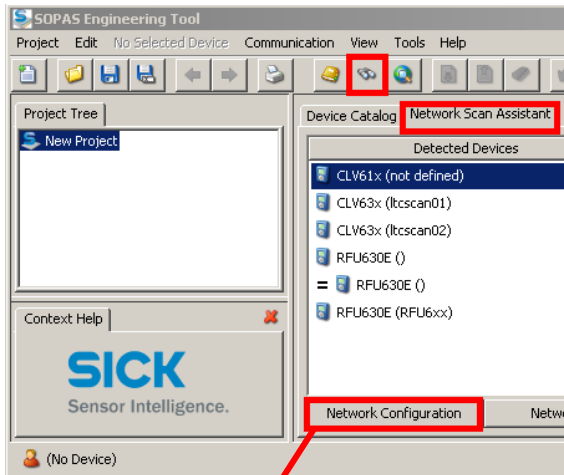 SOPAS Engineering Tool
Project Edit No Selected Device Communication View Tools Help
Project Tree
New Project
Device Catalog Network Scan Assistant
Detected Devices
CLV61x (not defined)
CLV63x (ltcscan01)
CLV63x (ltcscan02)
RFU630E ()
= RFU630E ()
RFU630E (RFU6xx)
Context Help
SICK
Sensor Intelligence.
Network Configuration Netwo
(No Device)